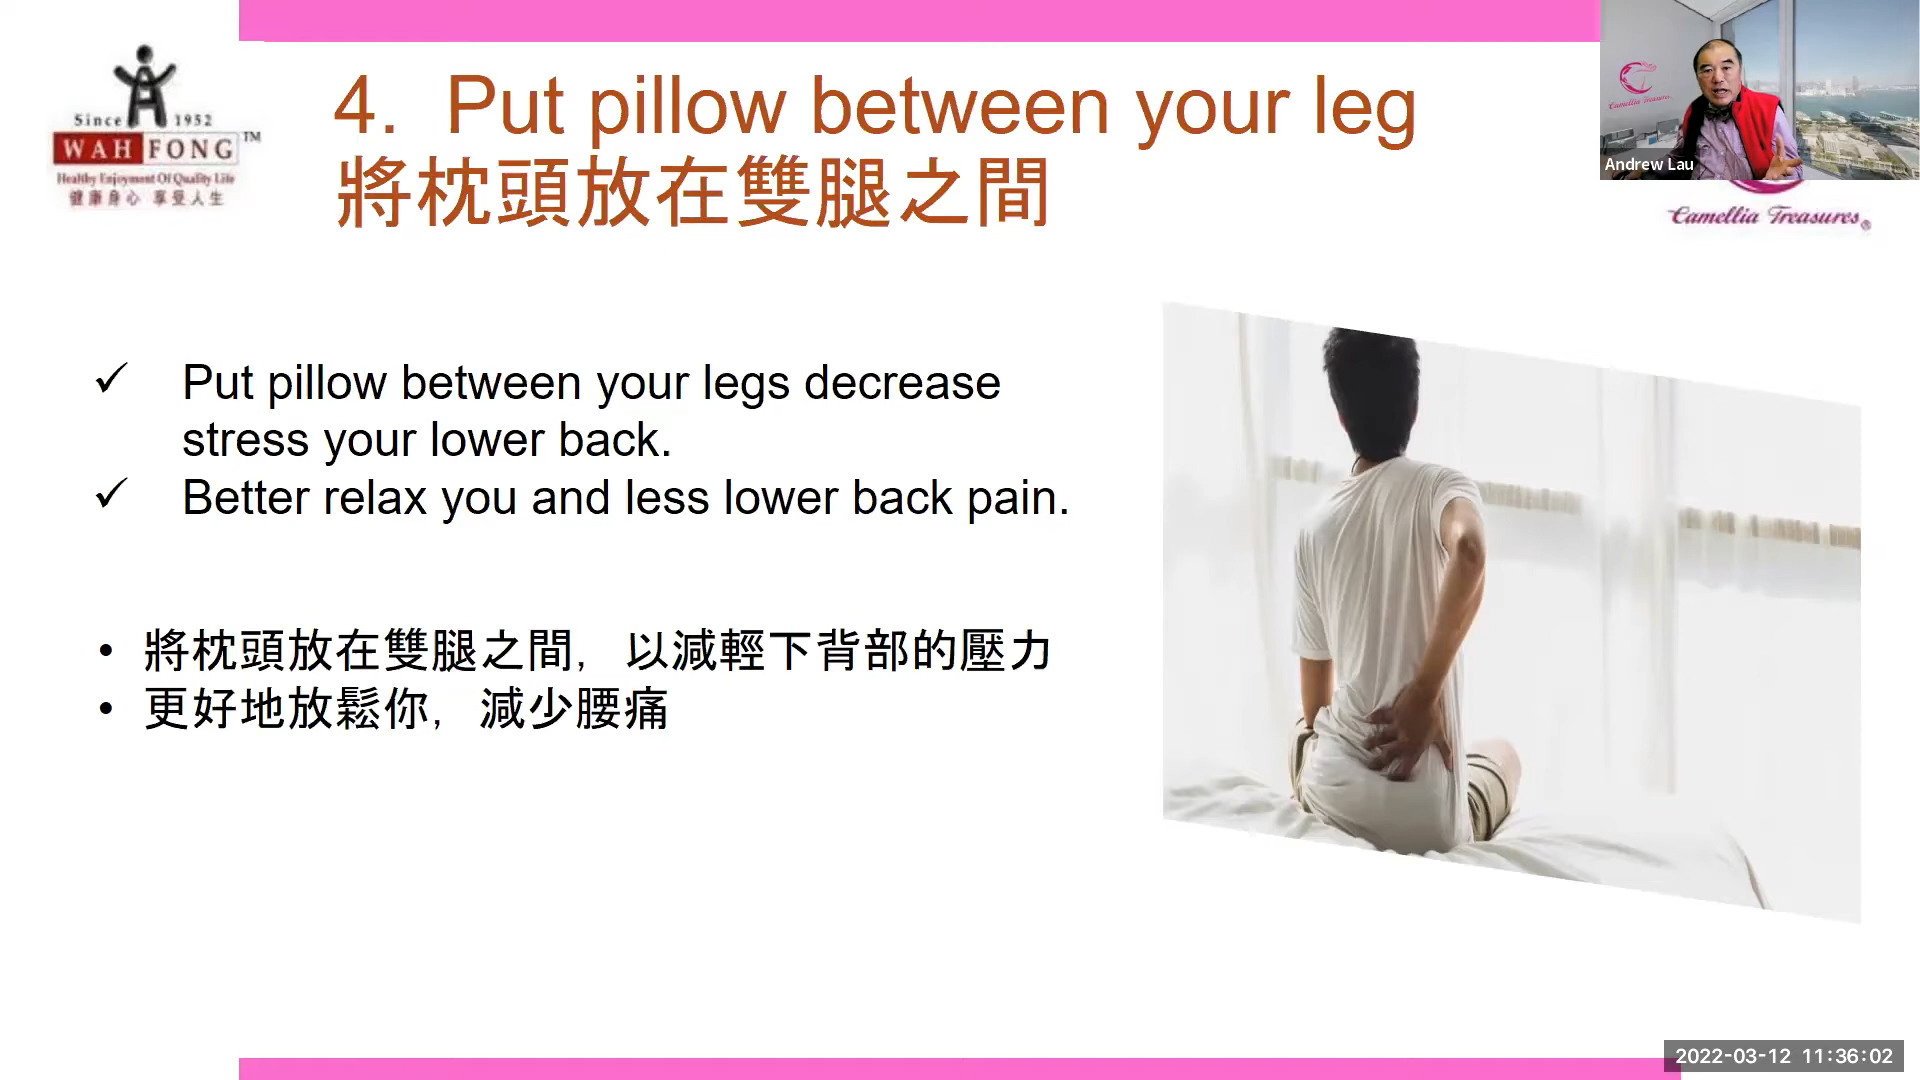 Since 1952
WAH FONG™
Healthy Enjoyment Of Quality Life
健康身心 享受人生
4. Put pillow between your leg
將枕頭放在雙腿之間
Camellia Treasures
Andrew Lau
Camellia Treasures®
✓ Put pillow between your legs decrease
stress your lower back.
✓ Better relax you and less lower back pain.
• 將枕頭放在雙腿之間，以減輕下背部的壓力
• 更好地放鬆你，減少腰痛
2022-03-12 11:36:02